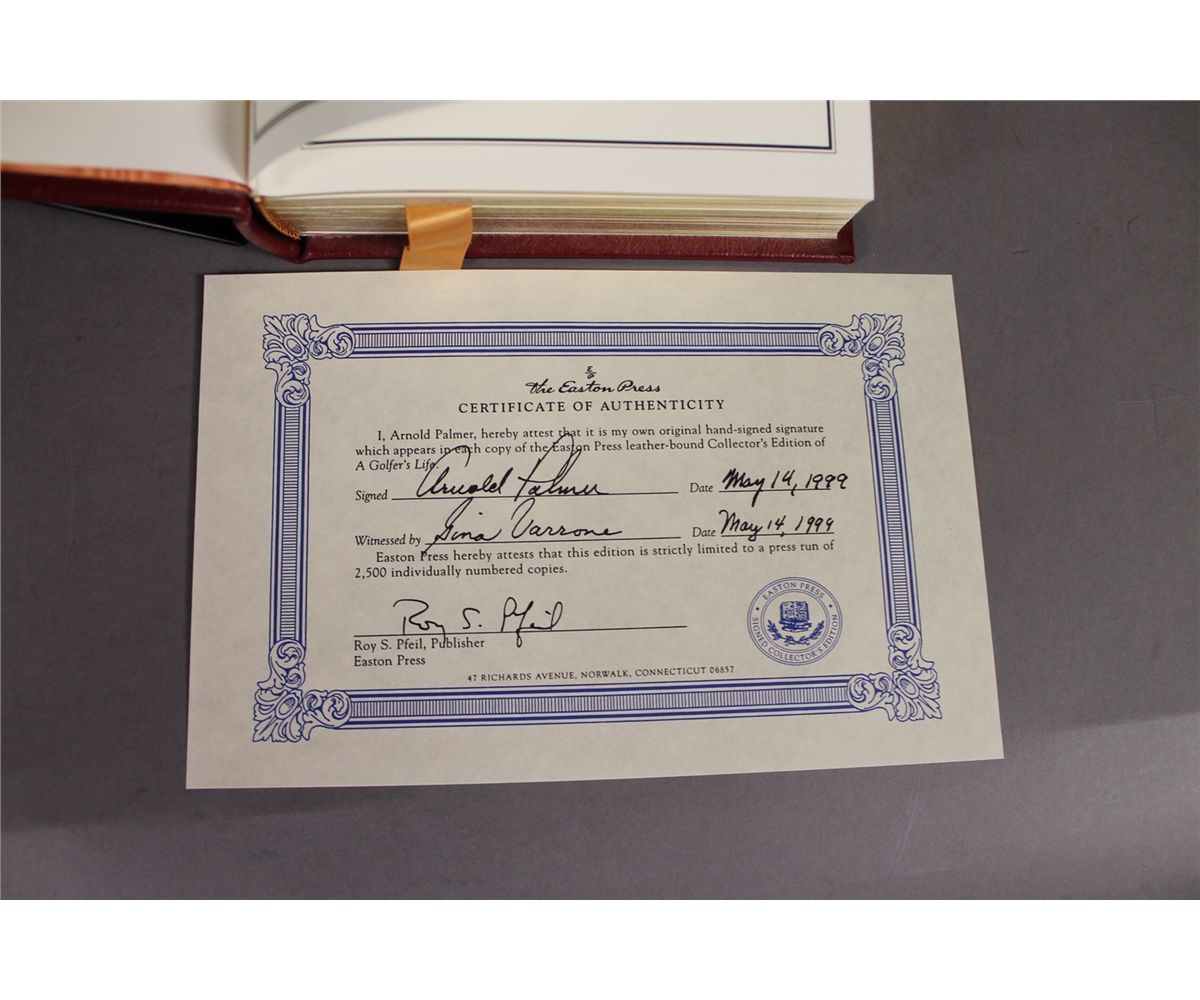 The Easton Press
CERTIFICATE OF AUTHENTICITY
I, Arnold Palmer, hereby attest that it is my own original hand-signed signature
which appears in each copy of the Easton Press leather-bound Collector's Edition of
A Golfer's Life.
Signed Arnold Palmer Date May 14, 1999
Witnessed by Gina Varrone Date May 14, 1999
Easton Press hereby attests that this edition is strictly limited to a press run of
2,500 individually numbered copies.
Roy S. Pfeil
Roy S. Pfeil, Publisher
Easton Press
EASTON PRESS
SIGNED COLLECTOR'S EDITION
47 RICHARDS AVENUE, NORWALK, CONNECTICUT 06857